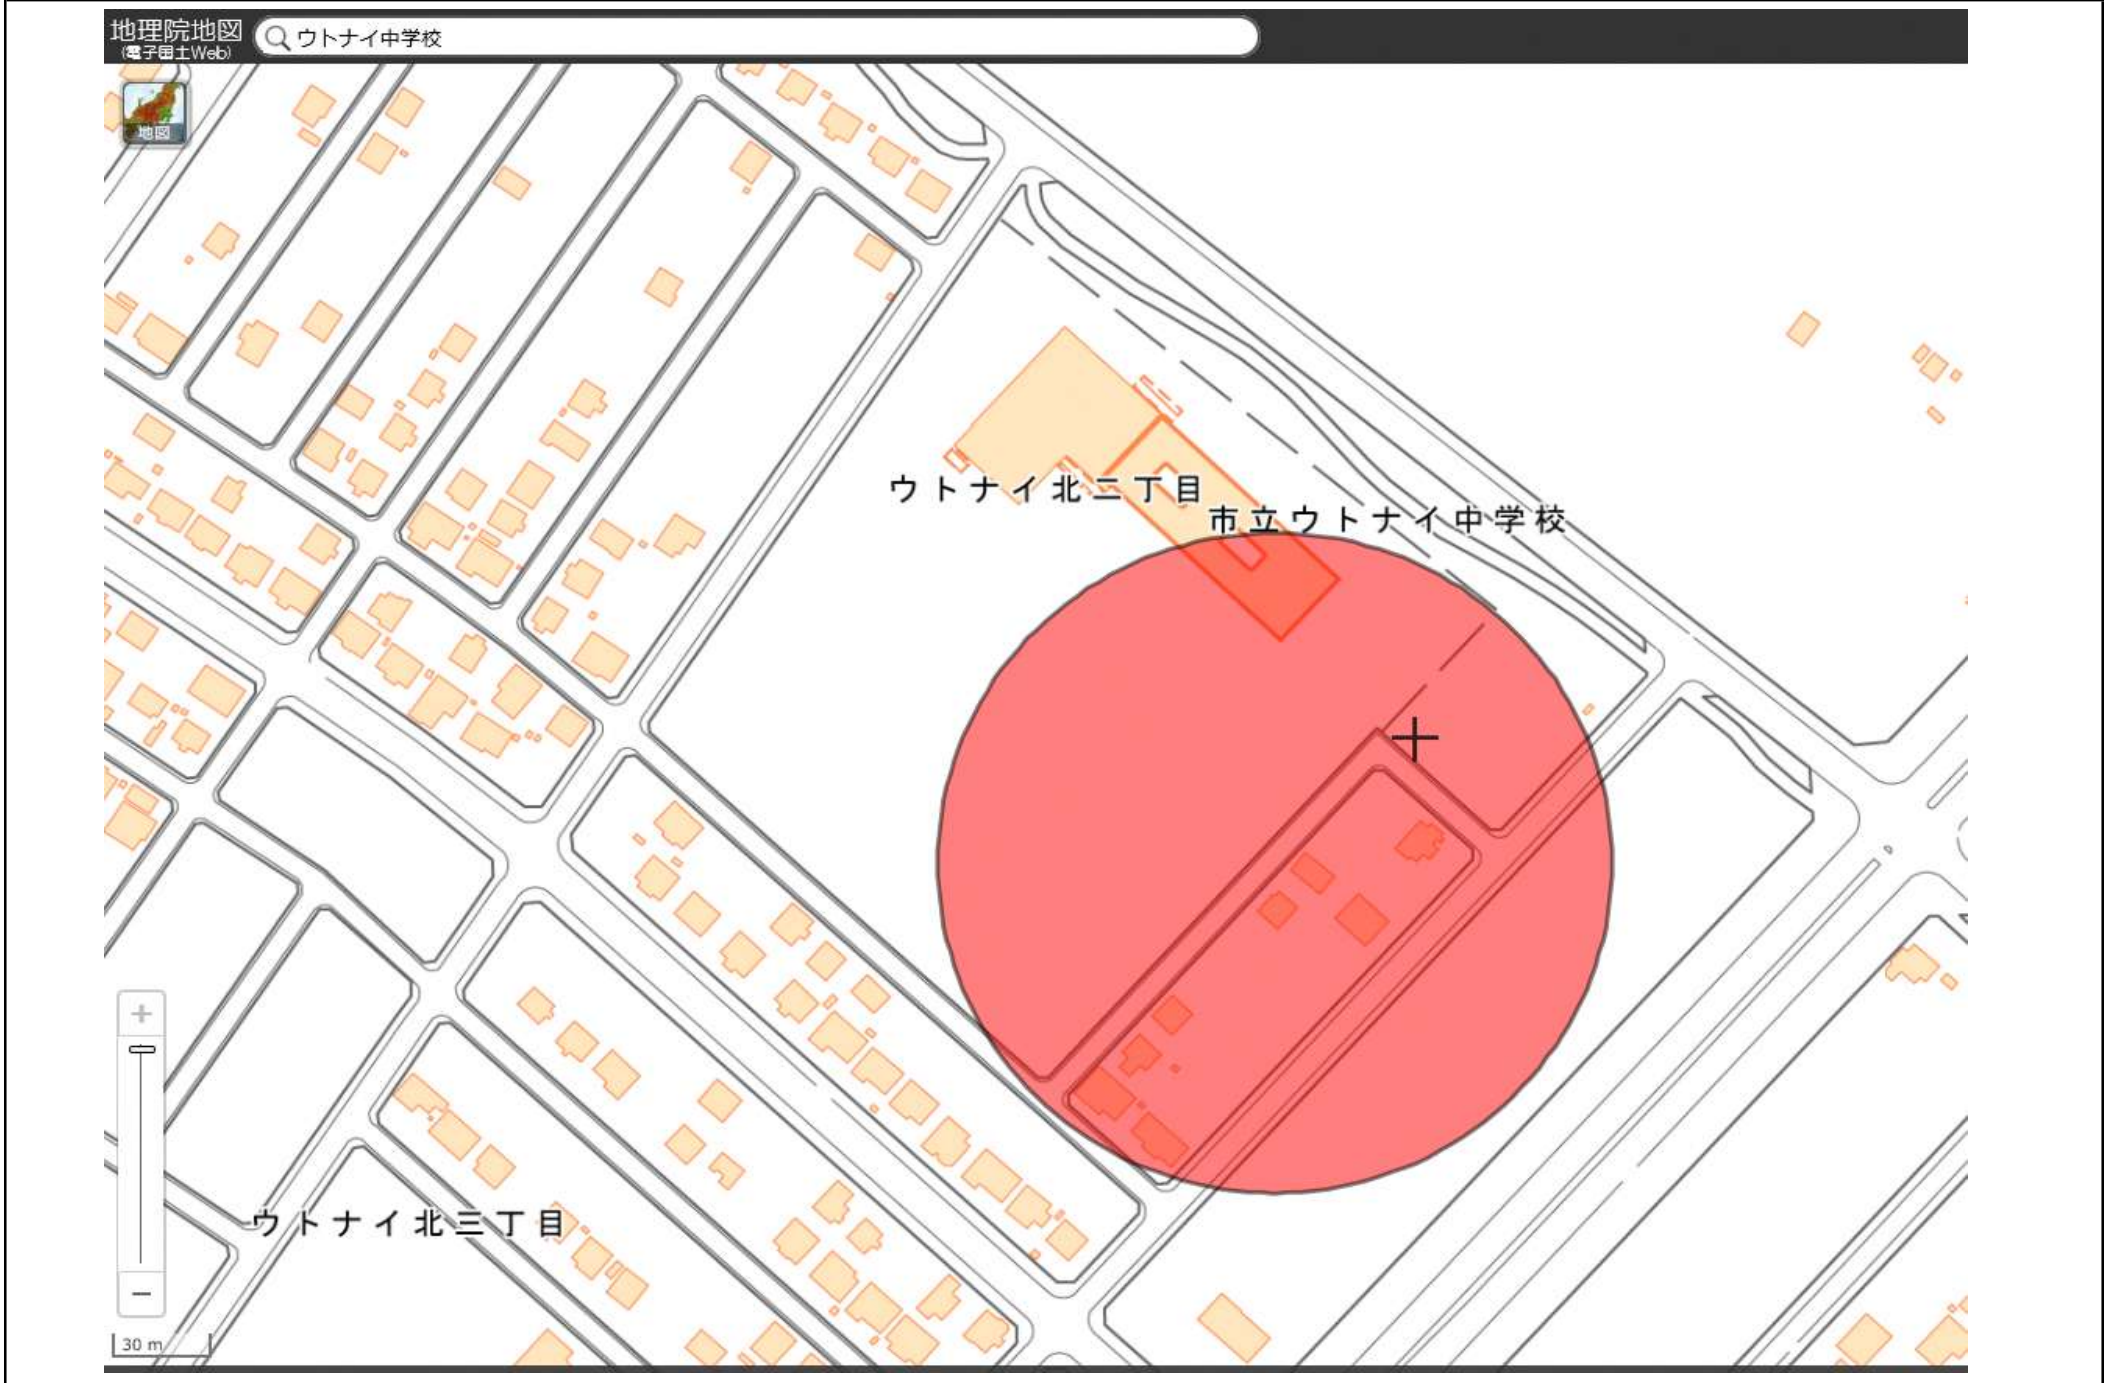 地理院地図
(電子国土Web)
ウトナイ中学校
地図
ウトナイ北二丁目
市立ウトナイ中学校
ウトナイ北三丁目
+
−
30 m